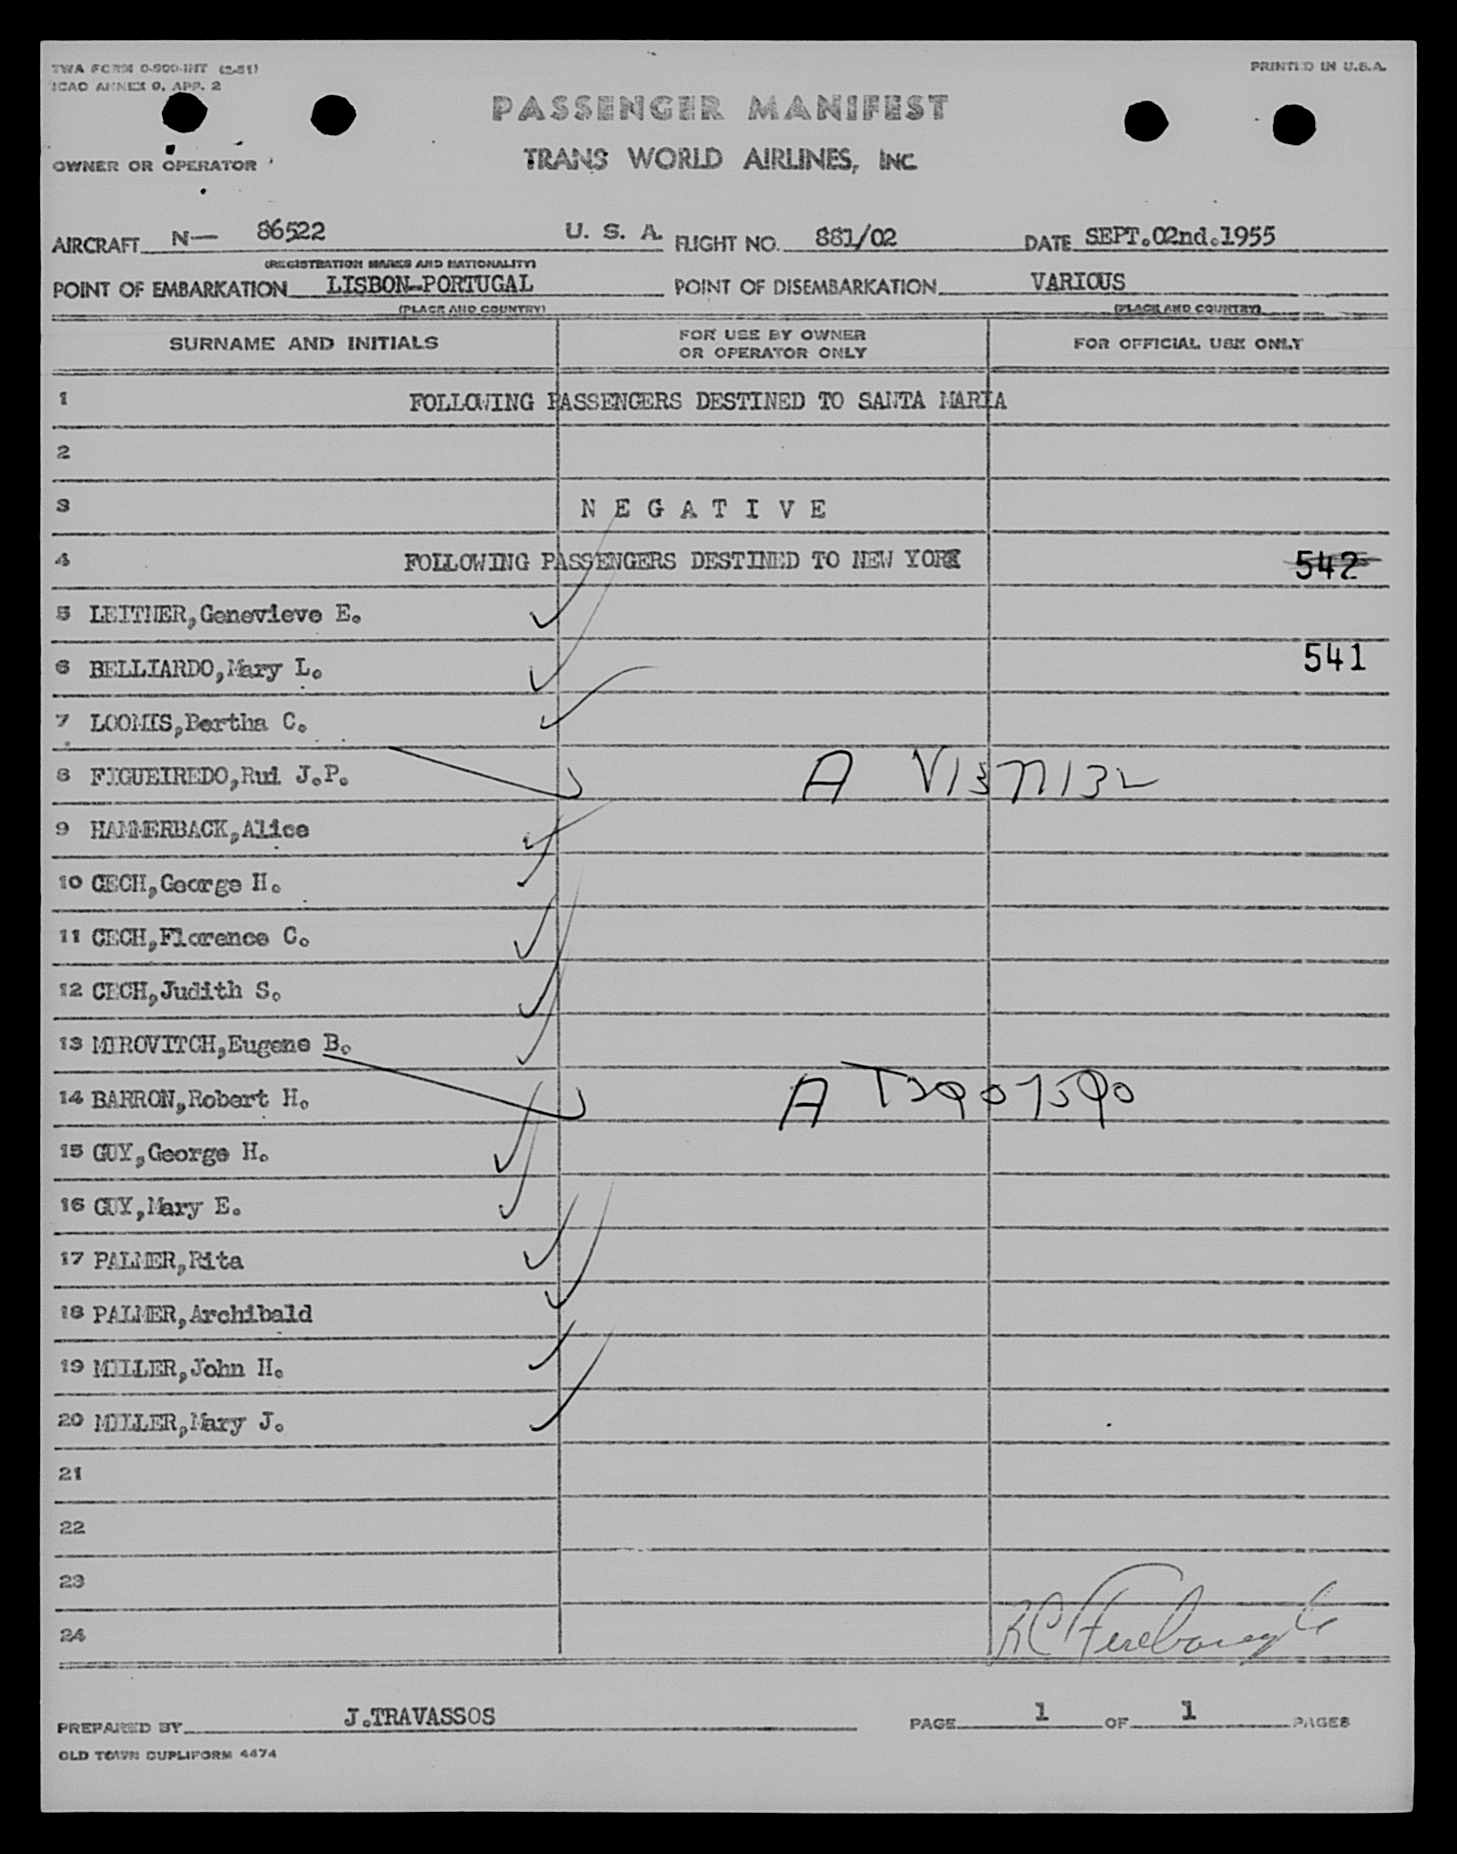 TWA FORM 0-900-INT (2-51)
ICAO ANNEX 9, APP. 2
PRINTED IN U.S.A.
PASSENGER MANIFEST
OWNER OR OPERATOR
TRANS WORLD AIRLINES, INC.
AIRCRAFT N— 86522 U. S. A. FLIGHT NO. 881/02 DATE SEPT.02nd.1955
(REGISTRATION MARKS AND NATIONALITY)
POINT OF EMBARKATION LISBON-PORTUGAL POINT OF DISEMBARKATION VARIOUS
(PLACE AND COUNTRY) (PLACE AND COUNTRY)
SURNAME AND INITIALS FOR USE BY OWNER OR OPERATOR ONLY FOR OFFICIAL USE ONLY
1 FOLLOWING PASSENGERS DESTINED TO SANTA MARIA
2
3 N E G A T I V E
4 FOLLOWING PASSENGERS DESTINED TO NEW YORK 542
5 LEITNER,Genevieve E.
6 BELLIARDO,Mary L. 541
7 LOOMIS,Bertha C.
8 FIGUEIREDO,Rui J.P. A
9 HAMMERBACK,Alice
10 CECH,George H.
11 CECH,Florence C.
12 CECH,Judith S.
13 MIROVITCH,Eugene B.
14 BARRON,Robert H. A
15 GUY,George H.
16 GUY,Mary E.
17 PALMER,Rita
18 PALMER,Archibald
19 MILLER,John H.
20 MILLER,Mary J.
21
22
23
24
PREPARED BY J.TRAVASSOS PAGE 1 OF 1 PAGES
OLD TOWN DUPLIFORM 4474